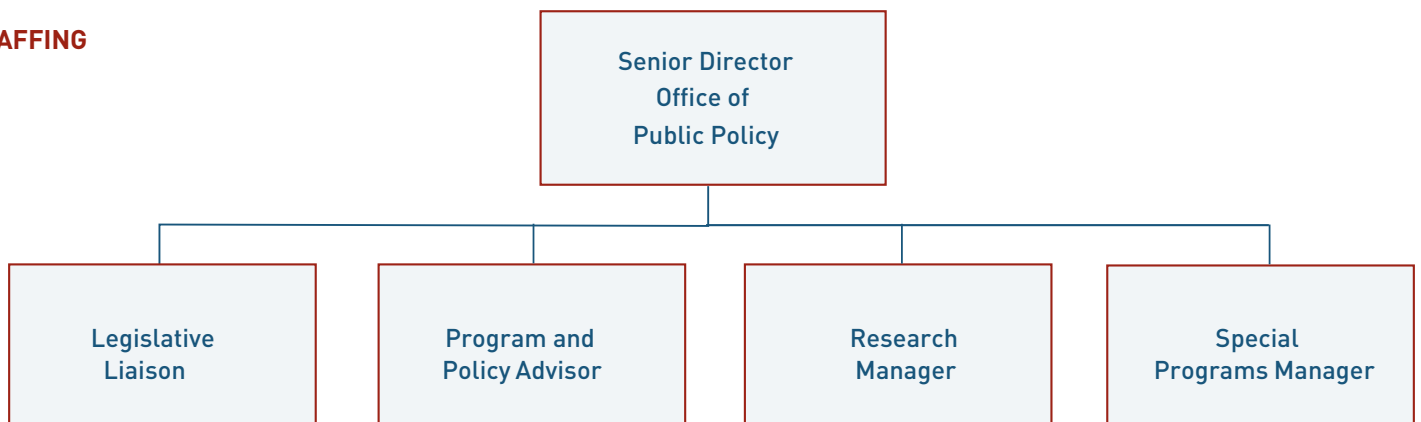 AFFING
Senior Director
Office of
Public Policy
Legislative
Liaison
Program and
Policy Advisor
Research
Manager
Special
Programs Manager